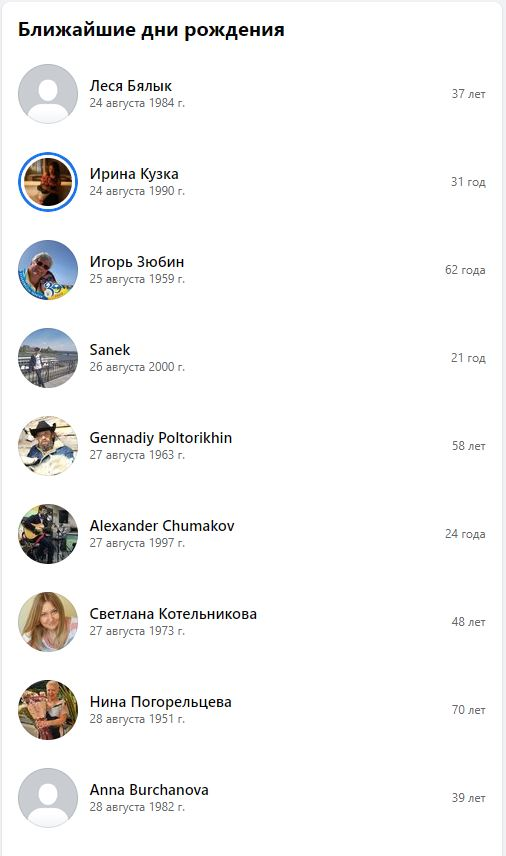 Ближайшие дни рождения
Леся Бялык
24 августа 1984 г.
37 лет
Ирина Кузка
24 августа 1990 г.
31 год
Игорь Зюбин
25 августа 1959 г.
62 года
Sanek
26 августа 2000 г.
21 год
Gennadiy Poltorikhin
27 августа 1963 г.
58 лет
Alexander Chumakov
27 августа 1997 г.
24 года
Светлана Котельникова
27 августа 1973 г.
48 лет
Нина Погорельцева
28 августа 1951 г.
70 лет
Anna Burchanova
28 августа 1982 г.
39 лет